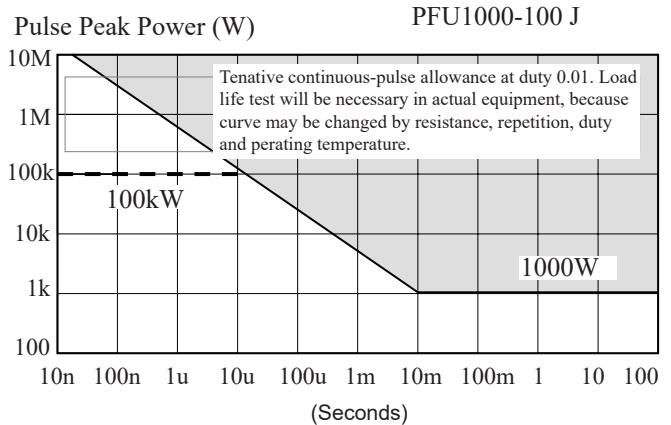 Pulse Peak Power (W)
PFU1000-100 J
10M
Tenative continuous-pulse allowance at duty 0.01. Load
life test will be necessary in actual equipment, because
curve may be changed by resistance, repetition, duty
and perating temperature.
1M
100k
100kW
10k
1000W
1k
100
10n 100n 1u 10u 100u 1m 10m 100m 1 10 100
(Seconds)